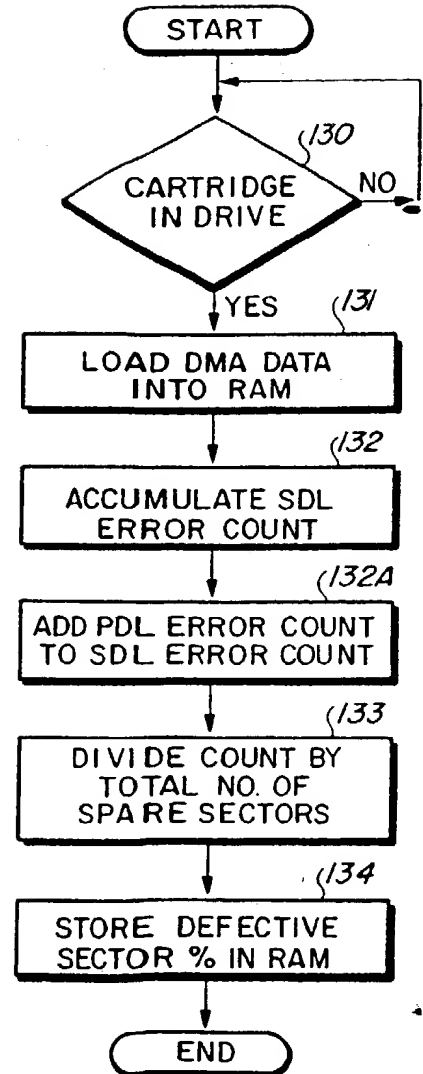 START
130
CARTRIDGE
IN DRIVE
NO
YES
131
LOAD DMA DATA
INTO RAM
132
ACCUMULATE SDL
ERROR COUNT
132A
ADD PDL ERROR COUNT
TO SDL ERROR COUNT
133
DIVIDE COUNT BY
TOTAL NO. OF
SPARE SECTORS
134
STORE DEFECTIVE
SECTOR % IN RAM
END